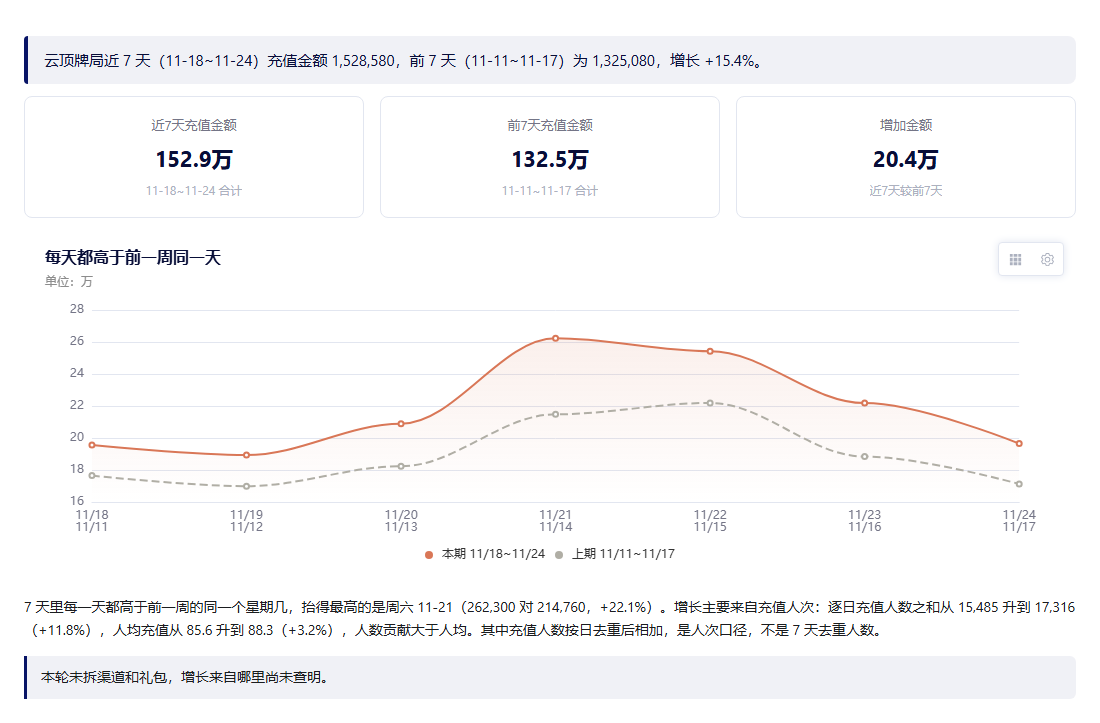 云顶牌局近 7 天（11-18~11-24）充值金额 1,528,580，前 7 天（11-11~11-17）为 1,325,080，增长 +15.4%。
近7天充值金额
152.9万
11-18~11-24 合计
前7天充值金额
132.5万
11-11~11-17 合计
增加金额
20.4万
近7天较前7天
每天都高于前一周同一天
单位：万
28
26
24
22
20
18
16
11/18 11/19 11/20 11/21 11/22 11/23 11/24
11/11 11/12 11/13 11/14 11/15 11/16 11/17
本期 11/18~11/24 上期 11/11~11/17
7 天里每一天都高于前一周的同一个星期几，抬得最高的是周六 11-21（262,300 对 214,760，+22.1%）。增长主要来自充值人次：逐日充值人数之和从 15,485 升到 17,316
（+11.8%），人均充值从 85.6 升到 88.3（+3.2%），人数贡献大于人均。其中充值人数按日去重后相加，是人次口径，不是 7 天去重人数。
本轮未拆渠道和礼包，增长来自哪里尚未查明。